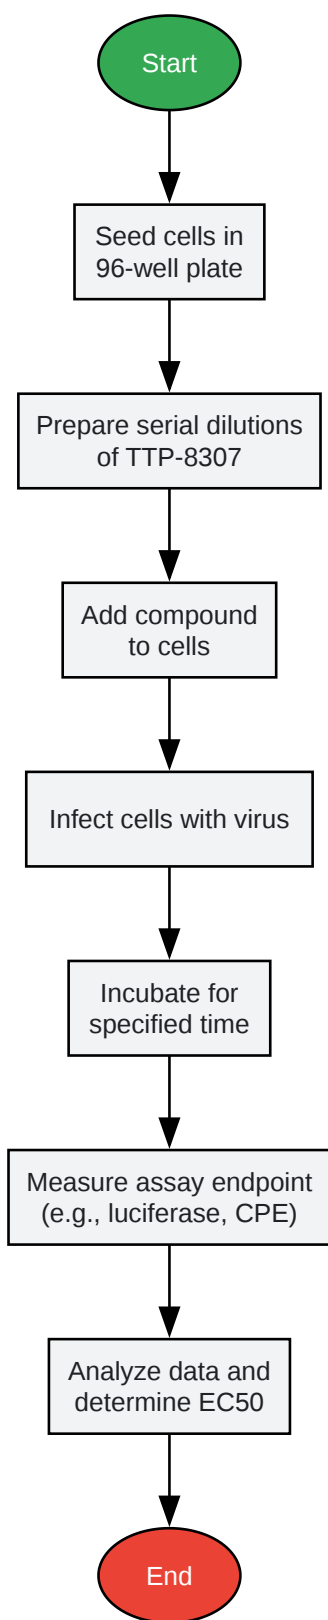 Start
Seed cells in
96-well plate
Prepare serial dilutions
of TTP-8307
Add compound
to cells
Infect cells with virus
Incubate for
specified time
Measure assay endpoint
(e.g., luciferase, CPE)
Analyze data and
determine EC50
End